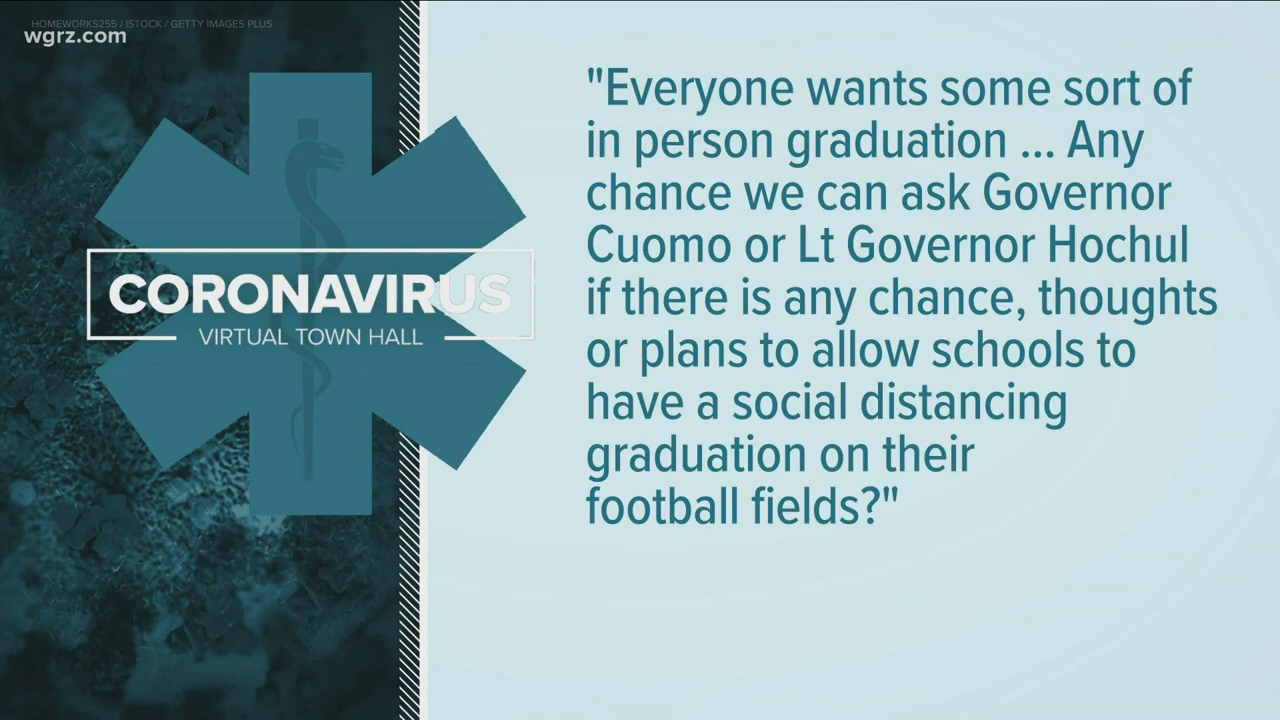 HOMEWORKS255 / ISTOCK / GETTY IMAGES PLUS
wgrz.com
CORONAVIRUS
VIRTUAL TOWN HALL
"Everyone wants some sort of
in person graduation ... Any
chance we can ask Governor
Cuomo or Lt Governor Hochul
if there is any chance, thoughts
or plans to allow schools to
have a social distancing
graduation on their
football fields?"